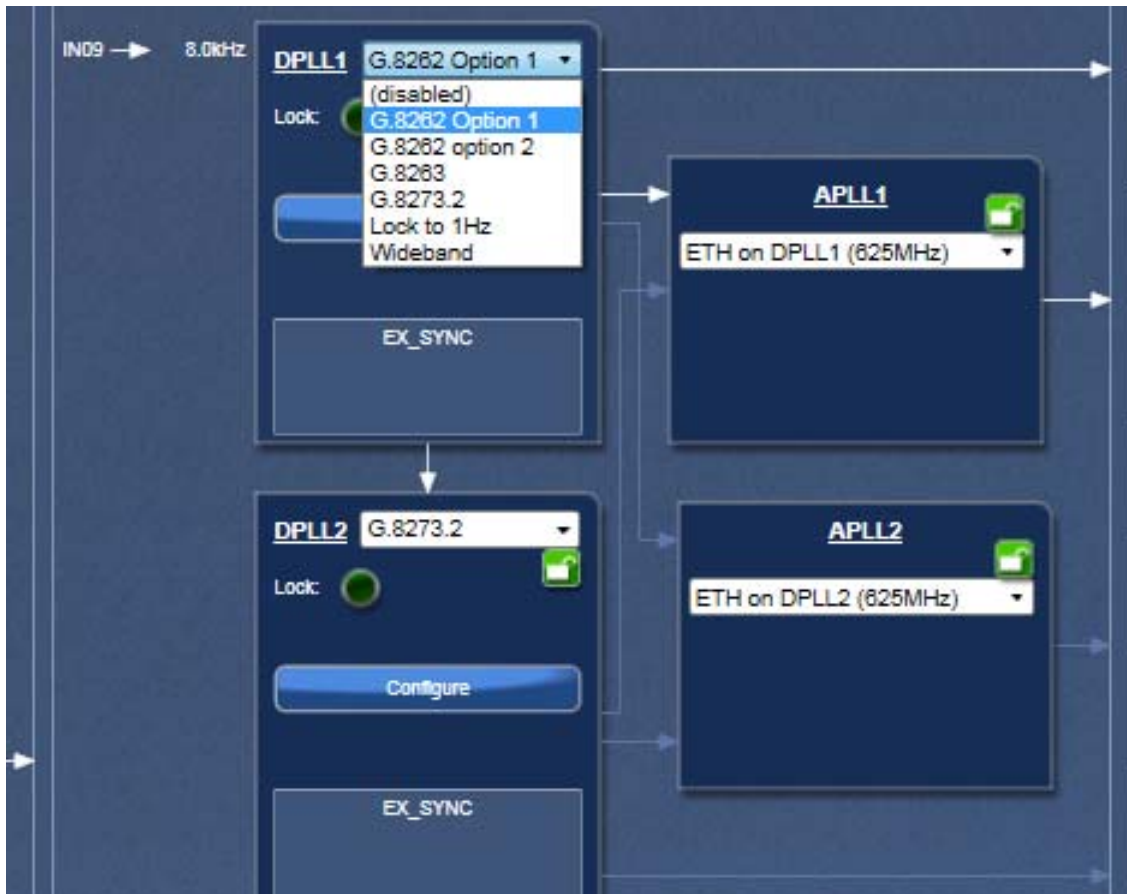 IN09
8.0kHz
DPLL1
G.8262 Option 1
(disabled)
G.8262 Option 1
G.8262 option 2
G.8263
G.8273.2
Lock to 1Hz
Wideband
Lock:
EX_SYNC
APLL1
ETH on DPLL1 (625MHz)
DPLL2
G.8273.2
Lock:
Configure
EX_SYNC
APLL2
ETH on DPLL2 (625MHz)